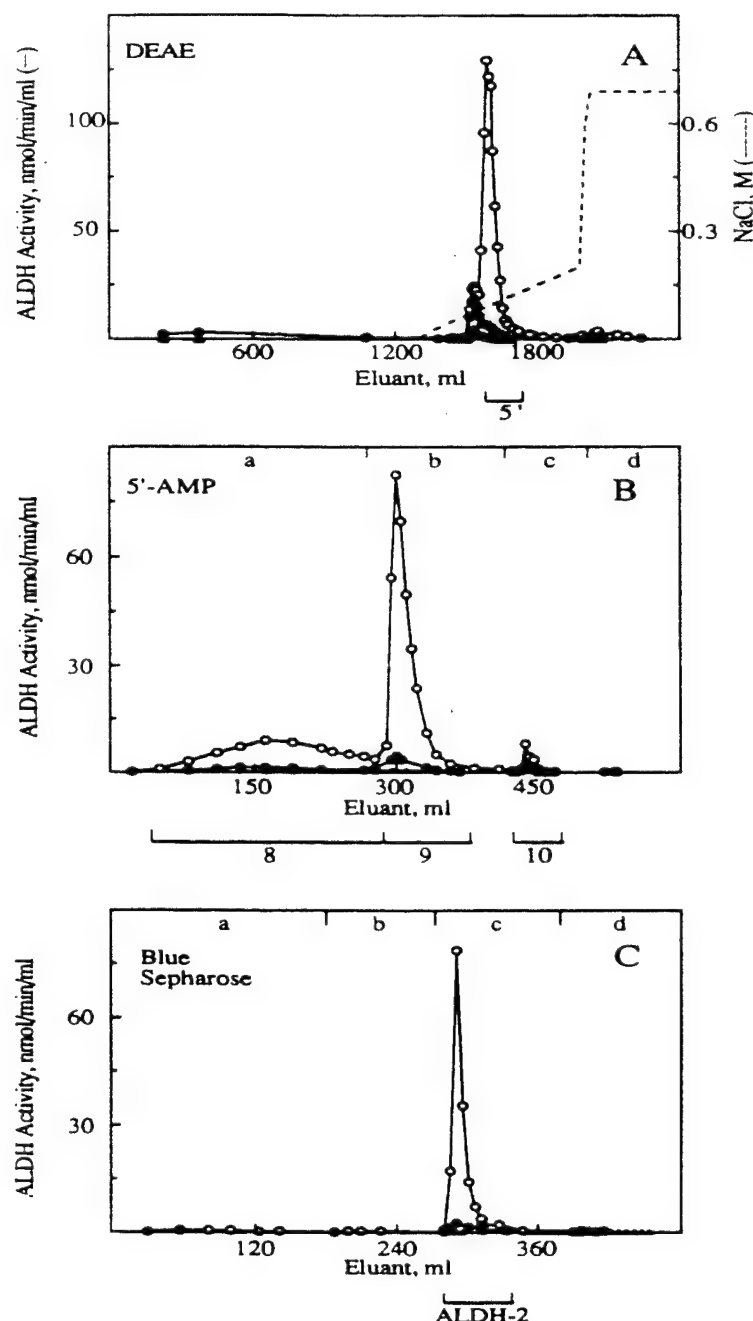 DEAE
A
ALDH Activity, nmol/min/ml (–)
100
50
0.6
0.3
NaCl, M (-----)
600
1200
1800
Eluant, ml
5'
a
b
c
d
5'-AMP
B
ALDH Activity, nmol/min/ml
60
30
150
300
450
Eluant, ml
8
9
10
a
b
c
d
Blue
Sepharose
C
ALDH Activity, nmol/min/ml
60
30
120
240
360
Eluant, ml
ALDH-2